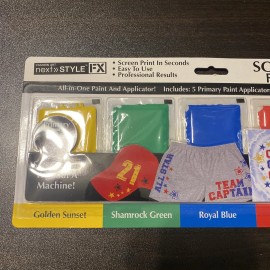 next»STYLE FX
• Screen Print In Seconds
• Easy To Use
• Professional Results
SC
All-in-One Paint And Applicator!
Includes: 5 Primary Paint Applicator
Machine!
21
ALL STAR
TEAM
CAPTAIN
Golden Sunset
Shamrock Green
Royal Blue